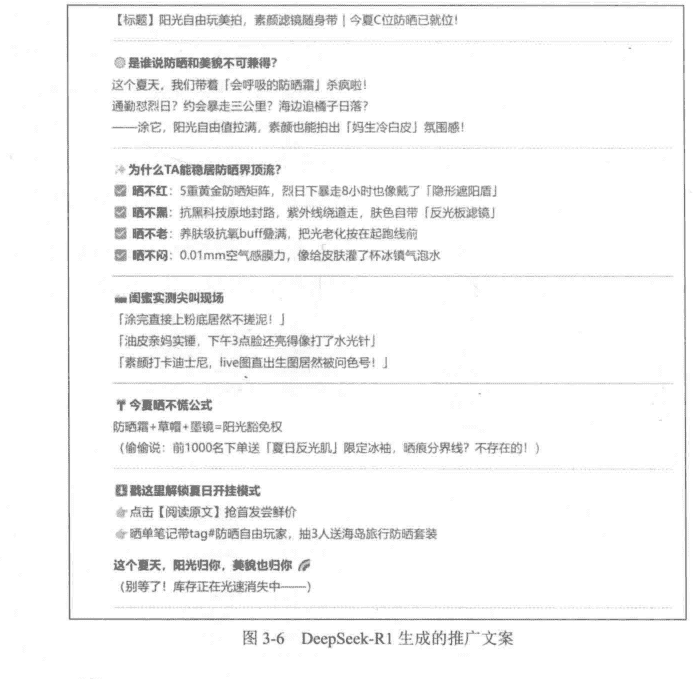 【标题】阳光自由玩美拍，素颜滤镜随身带 | 今夏C位防晒已就位！
是谁说防晒和美貌不可兼得？
这个夏天，我们带着「会呼吸的防晒霜」杀疯啦！
通勤怼烈日？约会暴走三公里？海边追橘子日落？
——涂它，阳光自由值拉满，素颜也能拍出「妈生冷白皮」氛围感！
✨为什么TA能稳居防晒界顶流？
✅ 晒不红：5重黄金防晒矩阵，烈日下暴走8小时也像戴了「隐形遮阳盾」
✅ 晒不黑：抗黑科技原地封路，紫外线绕道走，肤色自带「反光板滤镜」
✅ 晒不老：养肤级抗氧buff叠满，把光老化按在起跑线前
✅ 晒不闷：0.01mm空气感膜力，像给皮肤灌了杯冰镇气泡水
闺蜜实测尖叫现场
「涂完直接上粉底居然不搓泥！」
「油皮亲妈实锤，下午3点脸还亮得像打了水光针」
「素颜打卡迪士尼，live图直出生图居然被问色号！」
🌴 今夏晒不慌公式
防晒霜+草帽+墨镜=阳光豁免权
（偷偷说：前1000名下单送「夏日反光肌」限定冰袖，晒痕分界线？不存在的！）
⬇️ 戳这里解锁夏日开挂模式
👉 点击【阅读原文】抢首发尝鲜价
👉 晒单笔记带tag#防晒自由玩家，抽3人送海岛旅行防晒套装
这个夏天，阳光归你，美貌也归你 🌈
（别等了！库存正在光速消失中——）
图 3-6 DeepSeek-R1 生成的推广文案